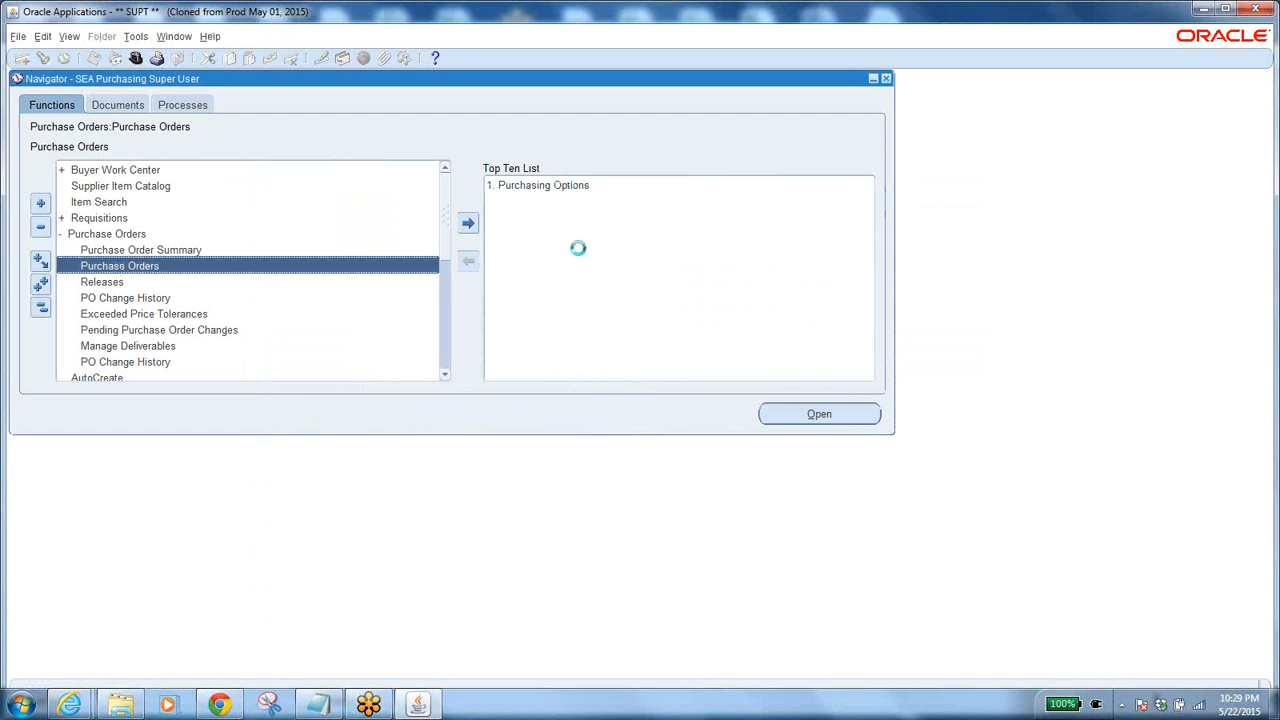 Oracle Applications - ** SUPT **   (Cloned from Prod May 01, 2015)
File Edit View Folder Tools Window Help
ORACLE
Navigator - SEA Purchasing Super User
Functions Documents Processes
Purchase Orders:Purchase Orders
Purchase Orders
Top Ten List
+ Buyer Work Center
Supplier Item Catalog
Item Search
+ Requisitions
- Purchase Orders
Purchase Order Summary
Purchase Orders
Releases
PO Change History
Exceeded Price Tolerances
Pending Purchase Order Changes
Manage Deliverables
PO Change History
AutoCreate
1. Purchasing Options
Open
100%
10:29 PM
5/22/2015